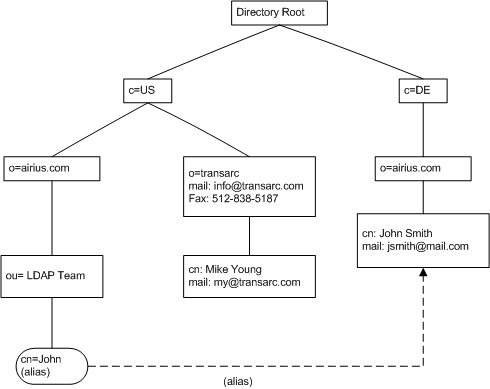 Directory Root
c=US
c=DE
o=airius.com
o=transarc
mail: info@transarc.com
Fax: 512-838-5187
o=airius.com
cn: John Smith
mail: jsmith@mail.com
ou= LDAP Team
cn: Mike Young
mail: my@transarc.com
cn=John
(alias)
(alias)